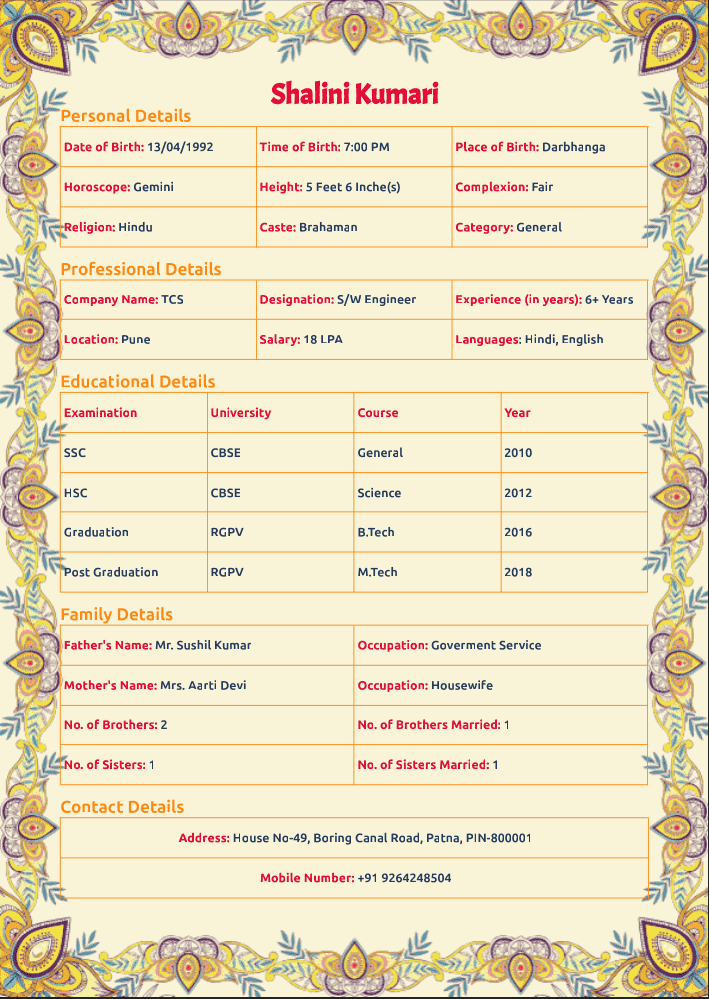 Shalini Kumari
Personal Details
Date of Birth: 13/04/1992 Time of Birth: 7:00 PM Place of Birth: Darbhanga
Horoscope: Gemini Height: 5 Feet 6 Inche(s) Complexion: Fair
Religion: Hindu Caste: Brahaman Category: General
Professional Details
Company Name: TCS Designation: S/W Engineer Experience (in years): 6+ Years
Location: Pune Salary: 18 LPA Languages: Hindi, English
Educational Details
Examination University Course Year
SSC CBSE General 2010
HSC CBSE Science 2012
Graduation RGPV B.Tech 2016
Post Graduation RGPV M.Tech 2018
Family Details
Father's Name: Mr. Sushil Kumar Occupation: Goverment Service
Mother's Name: Mrs. Aarti Devi Occupation: Housewife
No. of Brothers: 2 No. of Brothers Married: 1
No. of Sisters: 1 No. of Sisters Married: 1
Contact Details
Address: House No-49, Boring Canal Road, Patna, PIN-800001
Mobile Number: +91 9264248504